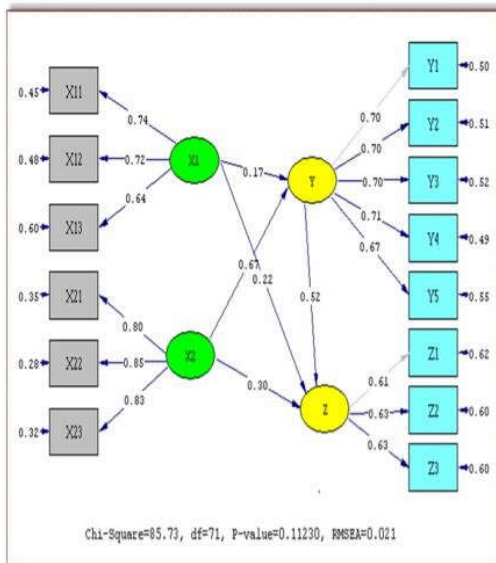 0.45
X11
0.74
0.48
X12
0.72
0.60
X13
0.64
X1
0.17
0.22
0.35
X21
0.80
0.28
X22
0.85
0.32
X23
0.83
X2
0.67
0.30
Y
0.52
Z
0.70
Y1
0.50
0.70
Y2
0.51
0.70
Y3
0.52
0.71
Y4
0.49
0.67
Y5
0.55
0.61
Z1
0.62
0.63
Z2
0.60
0.63
Z3
0.60
Chi-Square=85.73, df=71, P-value=0.11230, RMSEA=0.021